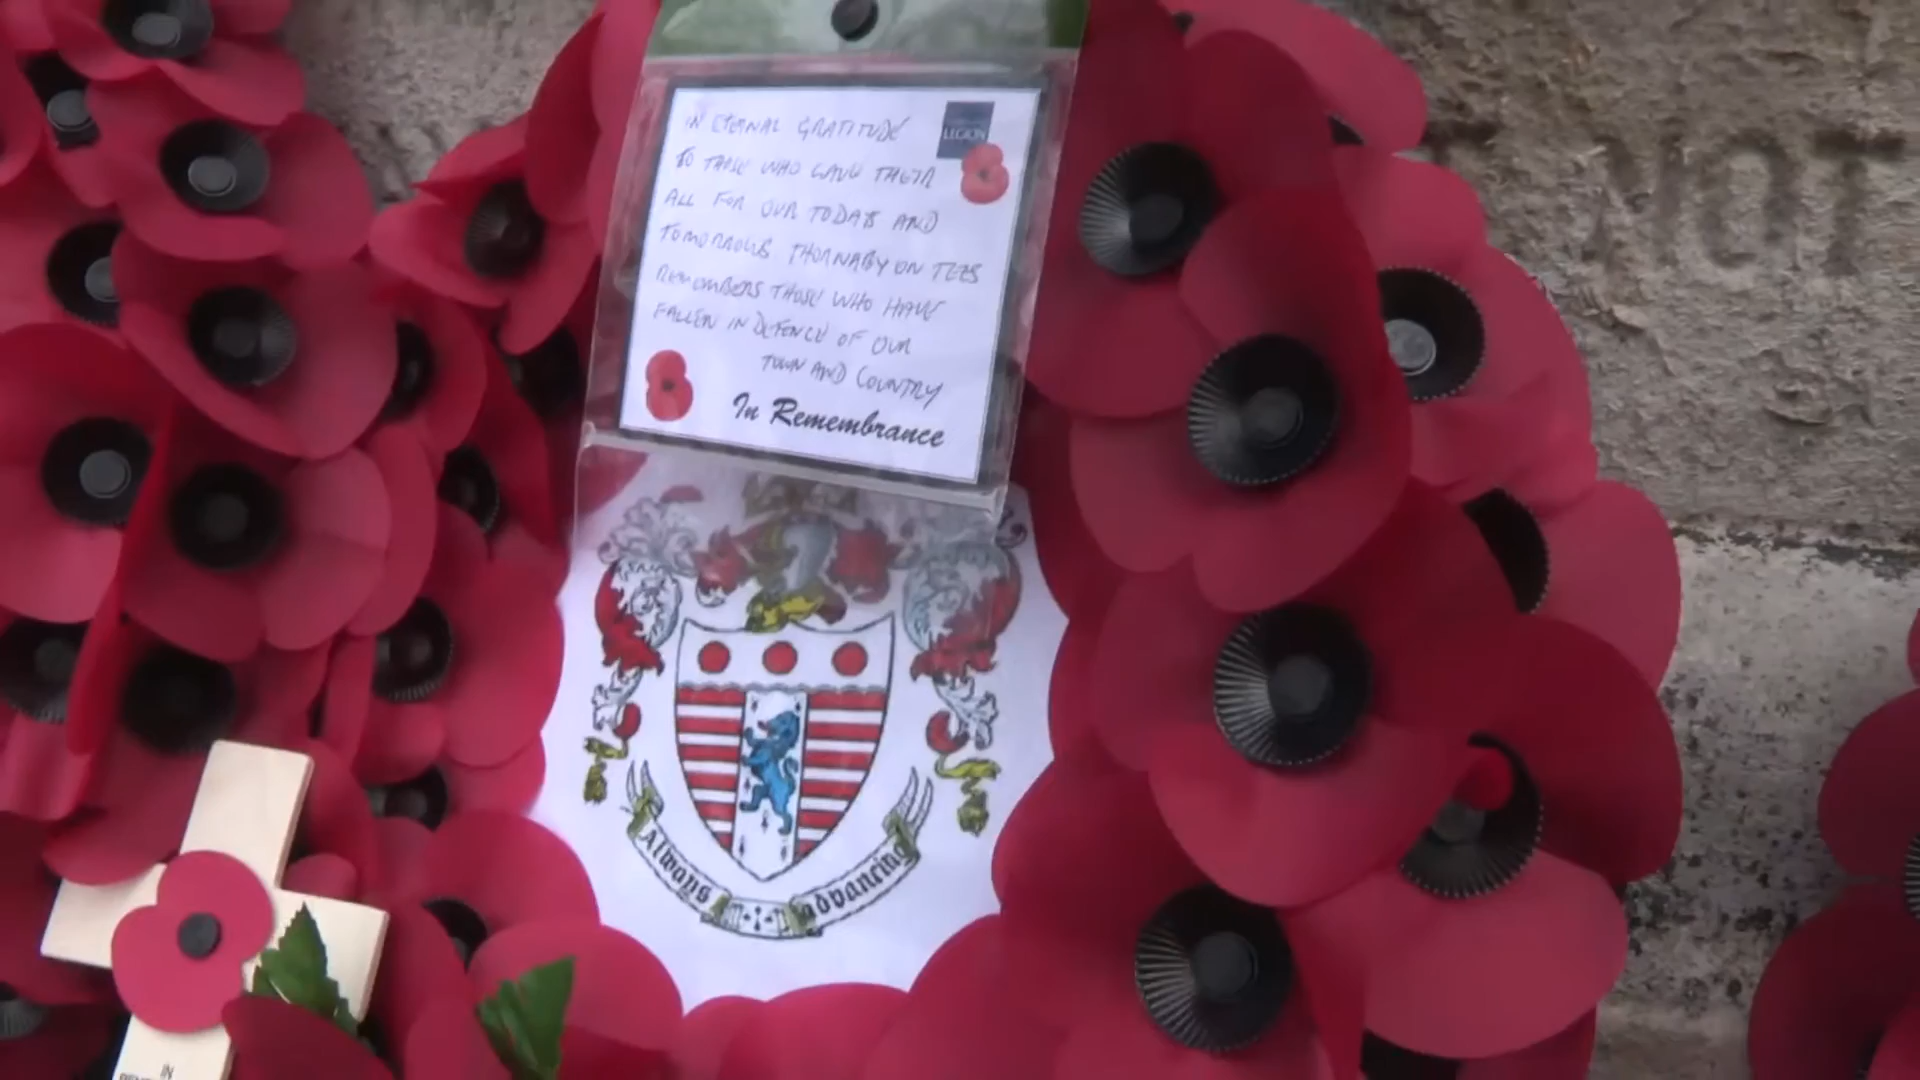 IN ETERNAL GRATITUDE
TO THOSE WHO GAVE THEIR
ALL FOR OUR TODAYS AND
TOMORROWS THORNABY ON TEES
REMEMBERS THOSE WHO HAVE
FALLEN IN DEFENCE OF OUR
TOWN AND COUNTRY
In Remembrance
LEGION
Always advancing
NOT
IN